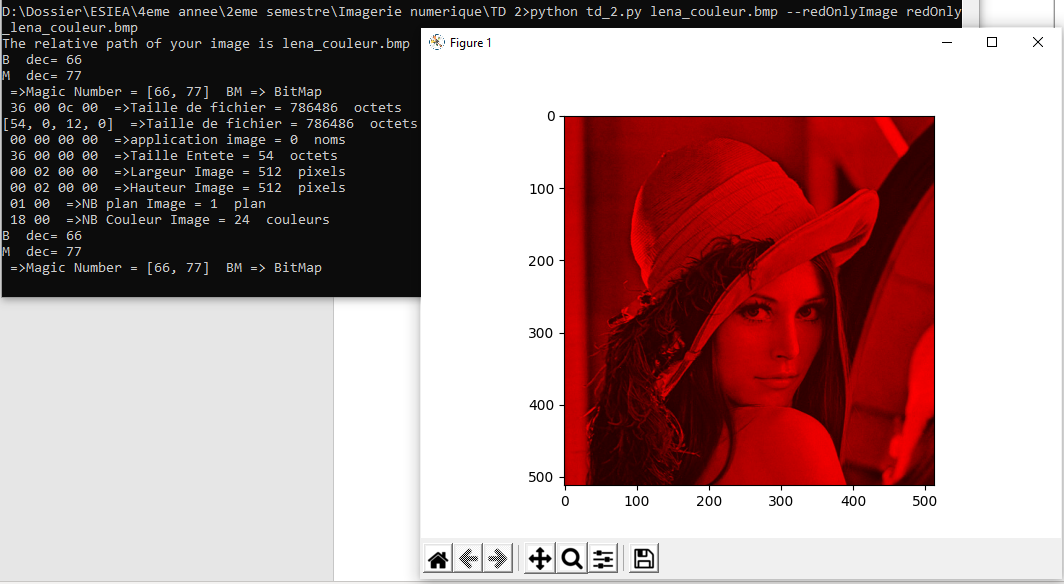 D:\Dossier\ESIEA\4eme annee\2eme semestre\Imagerie numerique\TD 2>python td_2.py lena_couleur.bmp --redOnlyImage redOnly
_lena_couleur.bmp
The relative path of your image is lena_couleur.bmp
B  dec= 66
M  dec= 77
 =>Magic Number = [66, 77]  BM => BitMap
 36 00 0c 00  =>Taille de fichier = 786486  octets
[54, 0, 12, 0]  =>Taille de fichier = 786486  octets
 00 00 00 00  =>application image = 0  noms
 36 00 00 00  =>Taille Entete = 54  octets
 00 02 00 00  =>Largeur Image = 512  pixels
 00 02 00 00  =>Hauteur Image = 512  pixels
 01 00  =>NB plan Image = 1  plan
 18 00  =>NB Couleur Image = 24  couleurs
B  dec= 66
M  dec= 77
 =>Magic Number = [66, 77]  BM => BitMap
Figure 1
0
100
200
300
400
500
0 100 200 300 400 500